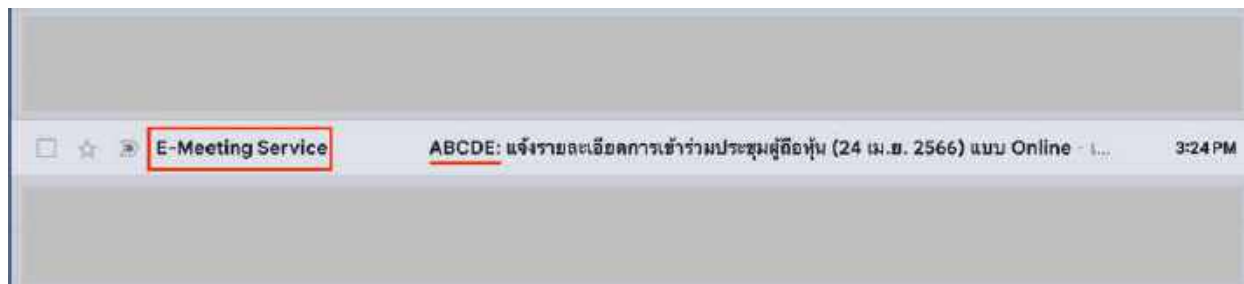 E-Meeting Service ABCDE: แจ้งรายละเอียดการเข้าร่วมประชุมผู้ถือหุ้น (24 เม.ย. 2566) แบบ Online - เ... 3:24 PM